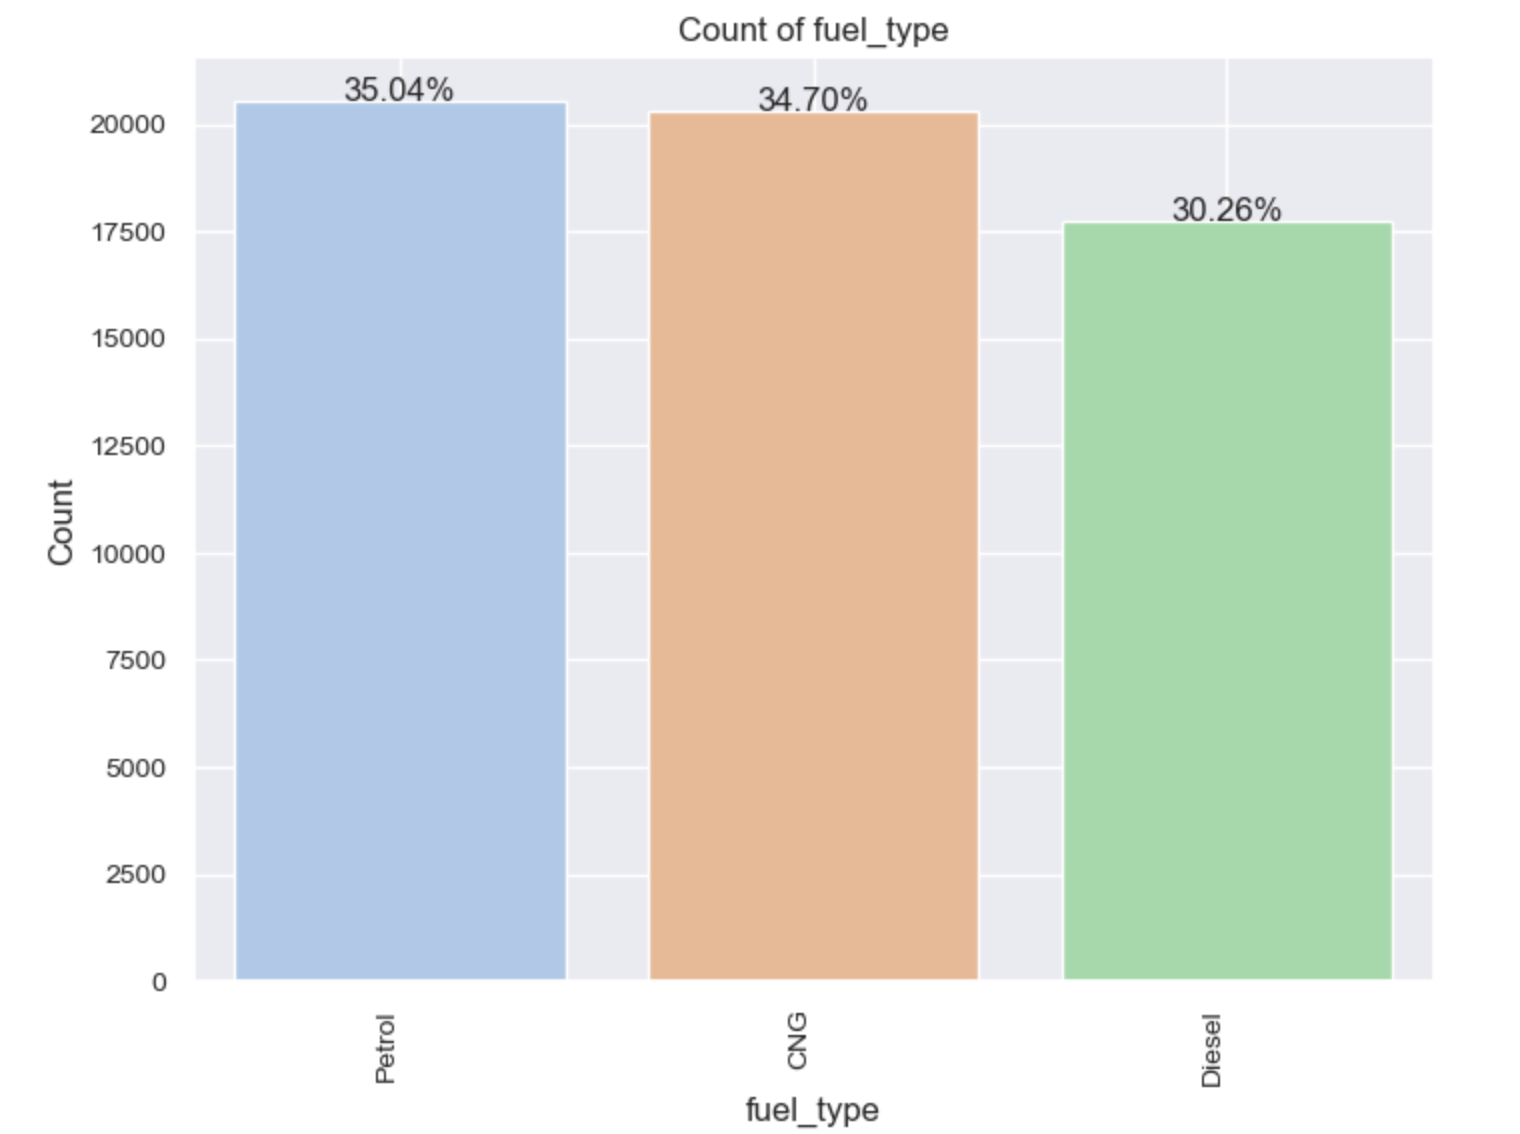 Count of fuel_type
35.04%
34.70%
30.26%
20000
17500
15000
12500
10000
7500
5000
2500
0
Count
Petrol
CNG
Diesel
fuel_type